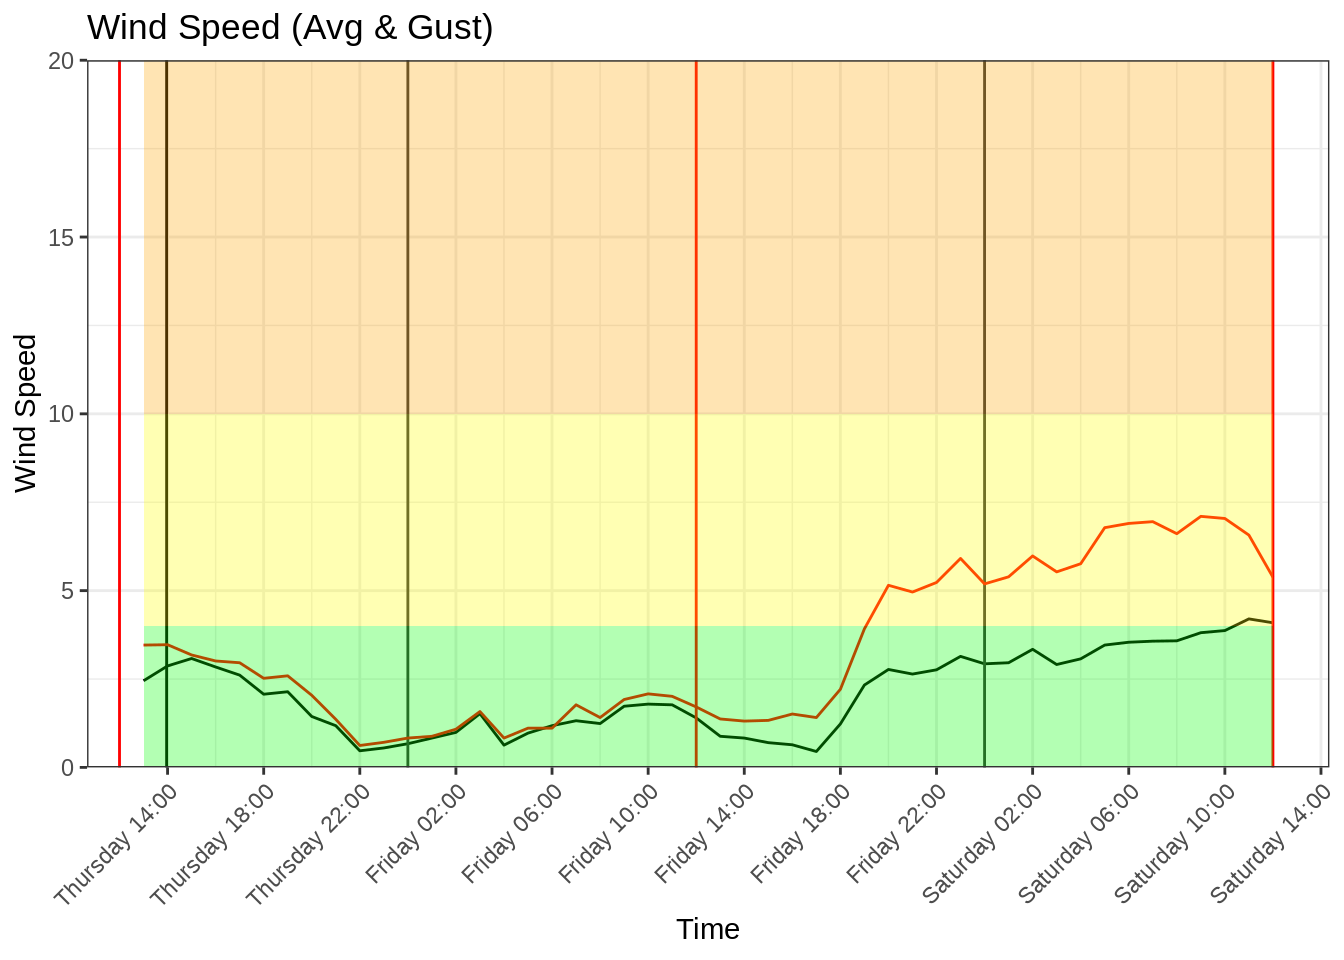 Wind Speed (Avg & Gust)
20
15
10
5
0
Wind Speed
Thursday 14:00
Thursday 18:00
Thursday 22:00
Friday 02:00
Friday 06:00
Friday 10:00
Friday 14:00
Friday 18:00
Friday 22:00
Saturday 02:00
Saturday 06:00
Saturday 10:00
Saturday 14:00
Time